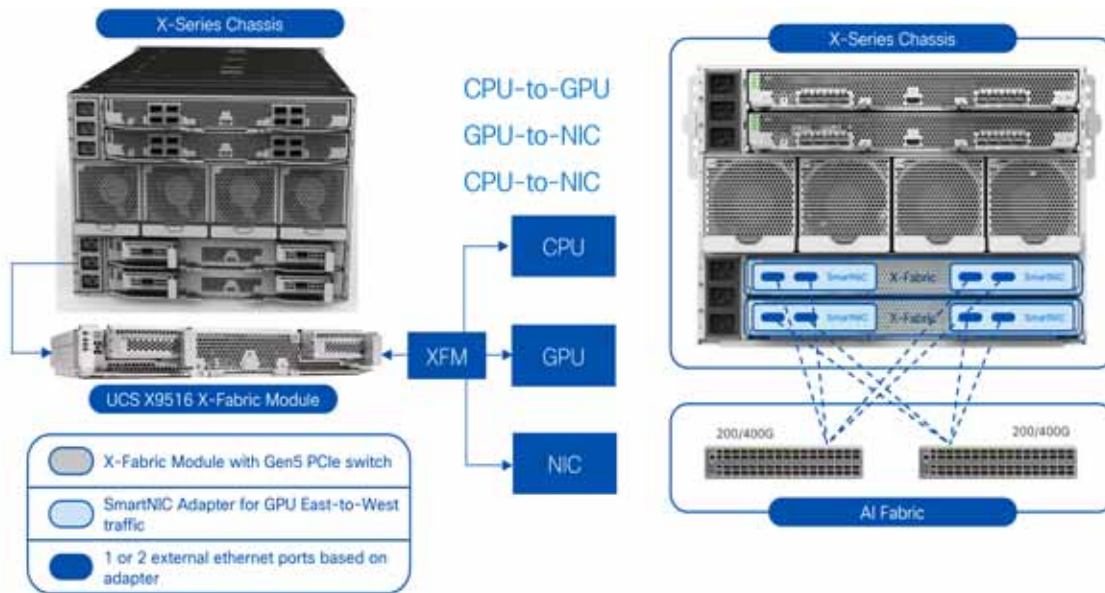 X-Series Chassis
CPU-to-GPU
GPU-to-NIC
CPU-to-NIC
XFM
CPU
GPU
NIC
UCS X9516 X-Fabric Module
X-Fabric Module with Gen5 PCIe switch
SmartNIC Adapter for GPU East-to-West
traffic
1 or 2 external ethernet ports based on
adapter
X-Series Chassis
SmartNIC
X-Fabric
SmartNIC
SmartNIC
X-Fabric
SmartNIC
200/400G
200/400G
AI Fabric